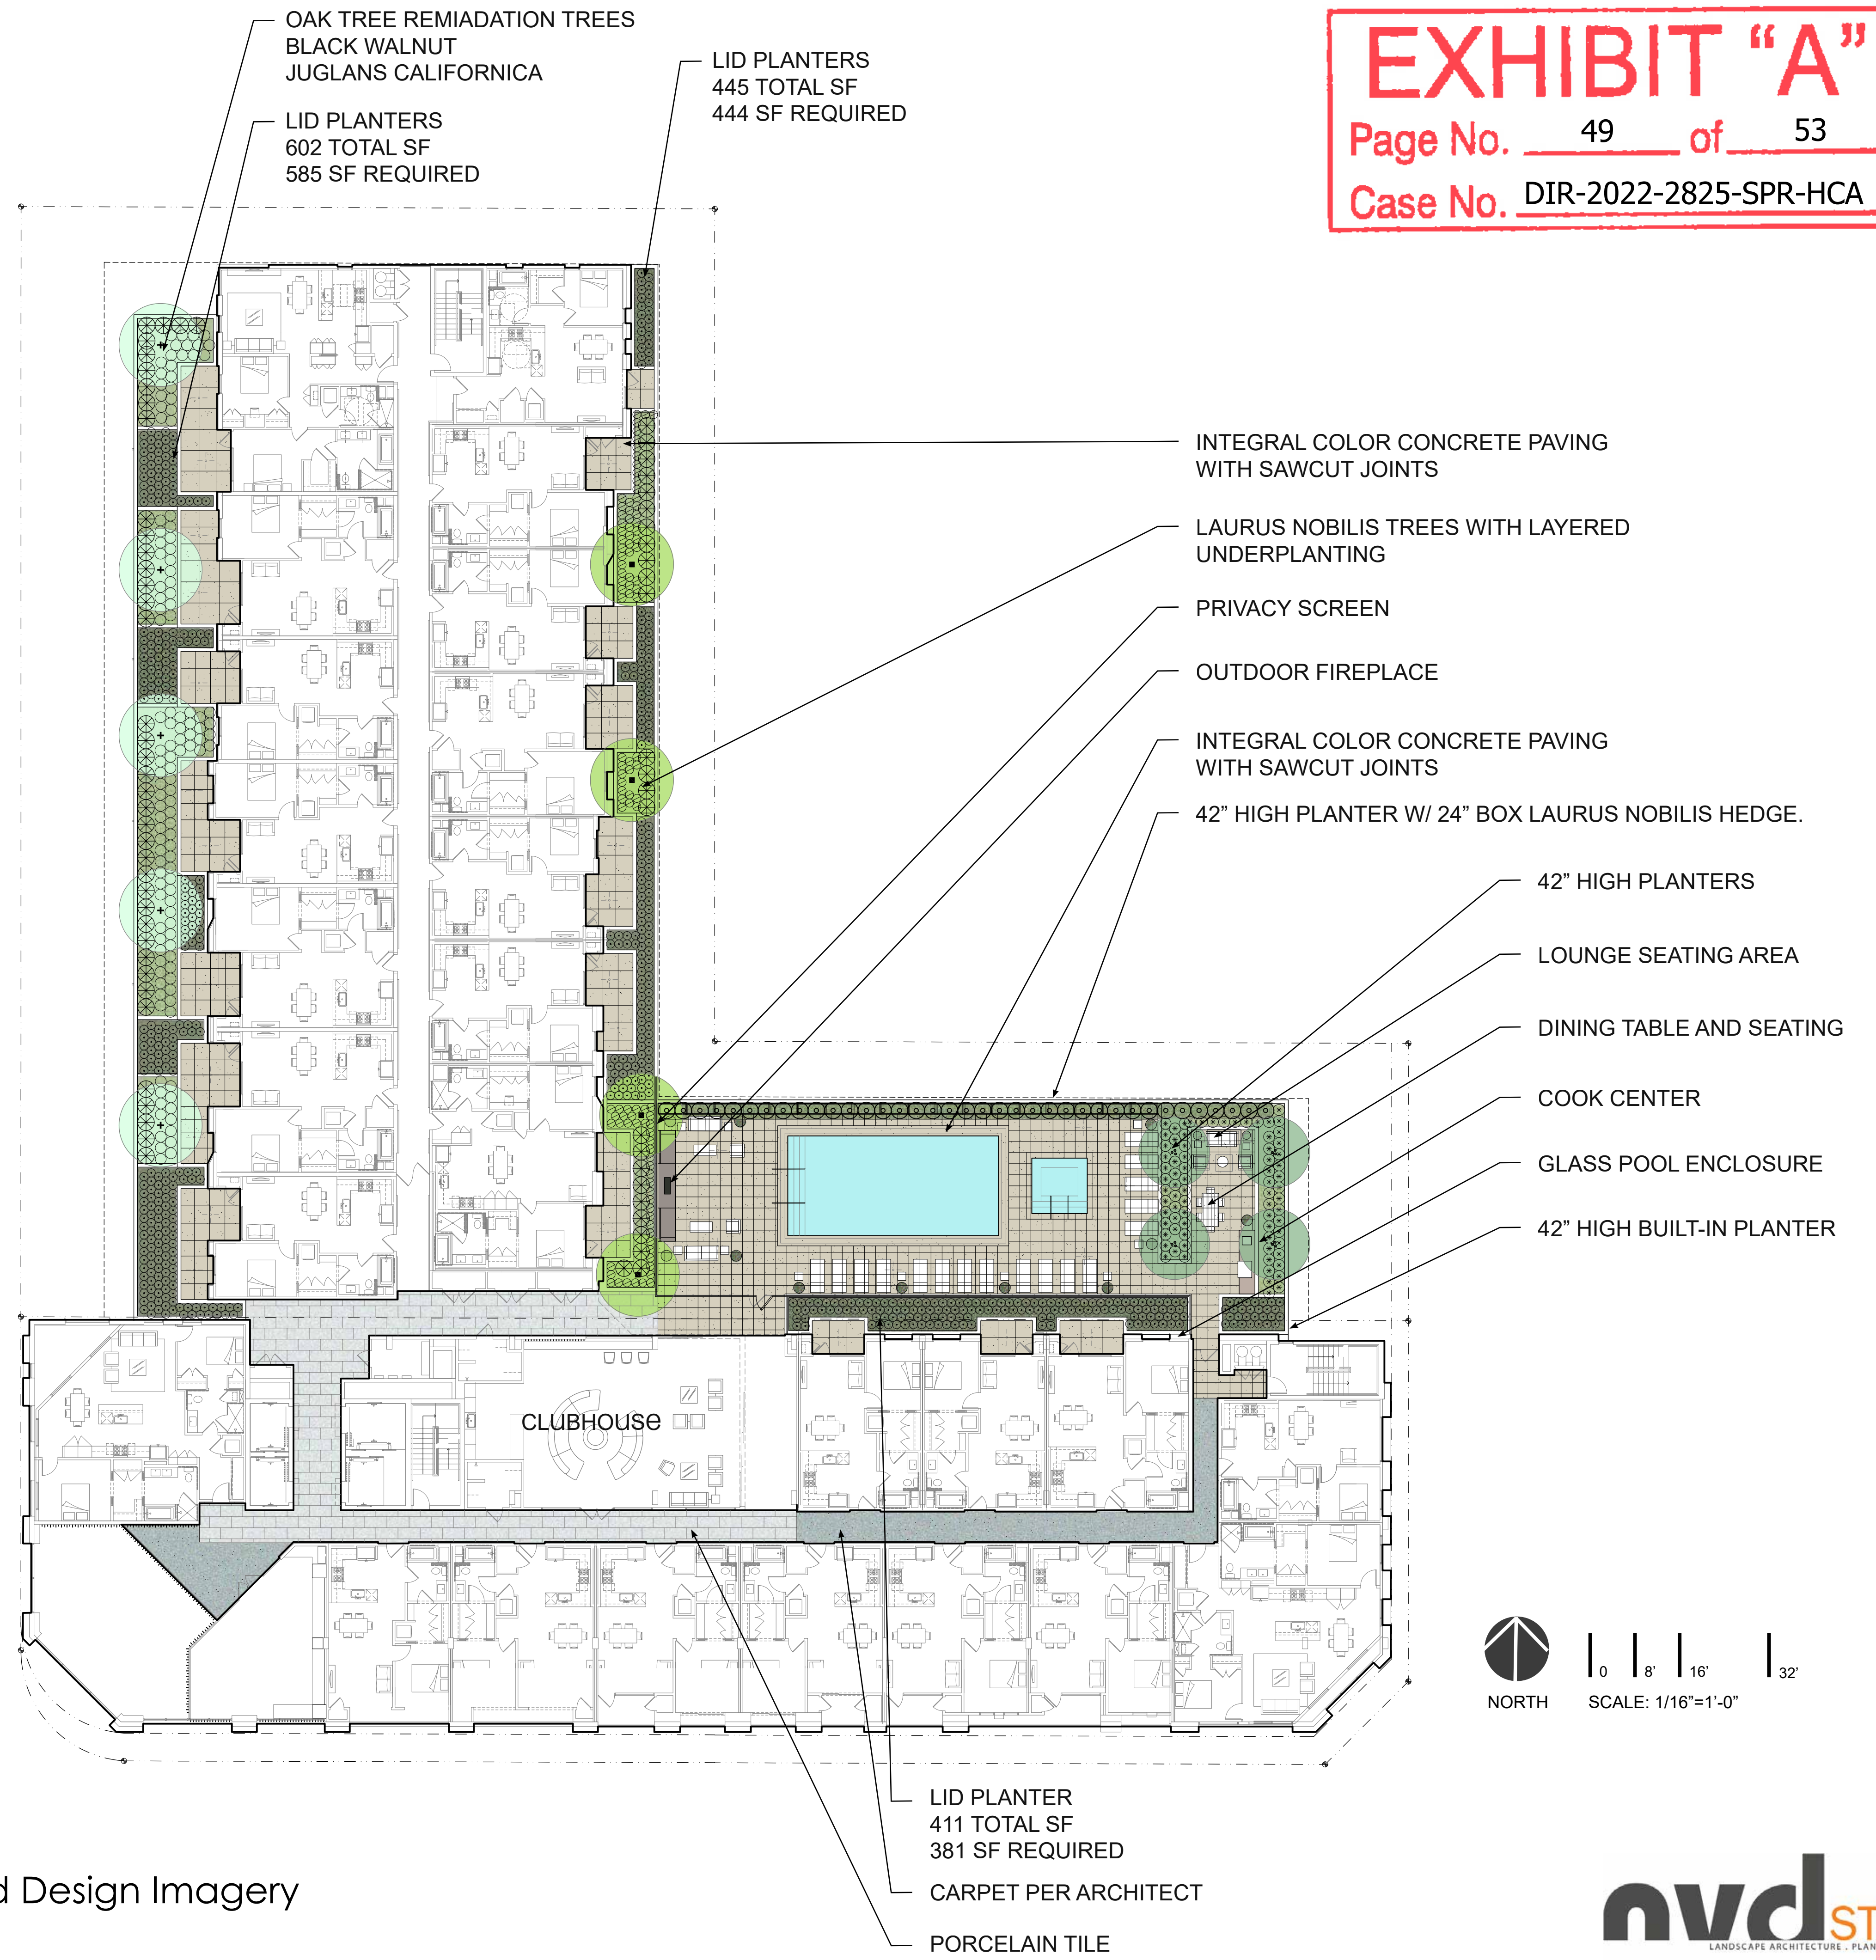 OAK TREE REMIADATION TREES
BLACK WALNUT
JUGLANS CALIFORNICA
LID PLANTERS
602 TOTAL SF
585 SF REQUIRED
LID PLANTERS
445 TOTAL SF
444 SF REQUIRED
EXHIBIT “A”
Page No. 49 of 53
Case No. DIR-2022-2825-SPR-HCA
INTEGRAL COLOR CONCRETE PAVING
WITH SAWCUT JOINTS
LAURUS NOBILIS TREES WITH LAYERED
UNDERPLANTING
PRIVACY SCREEN
OUTDOOR FIREPLACE
INTEGRAL COLOR CONCRETE PAVING
WITH SAWCUT JOINTS
42” HIGH PLANTER W/ 24” BOX LAURUS NOBILIS HEDGE.
42” HIGH PLANTERS
LOUNGE SEATING AREA
DINING TABLE AND SEATING
COOK CENTER
GLASS POOL ENCLOSURE
42” HIGH BUILT-IN PLANTER
CLUBHOUSe
NORTH
0 8’ 16’ 32’
SCALE: 1/16”=1’-0”
LID PLANTER
411 TOTAL SF
381 SF REQUIRED
CARPET PER ARCHITECT
PORCELAIN TILE
d Design Imagery
nvd ST
LANDSCAPE ARCHITECTURE . PLAN